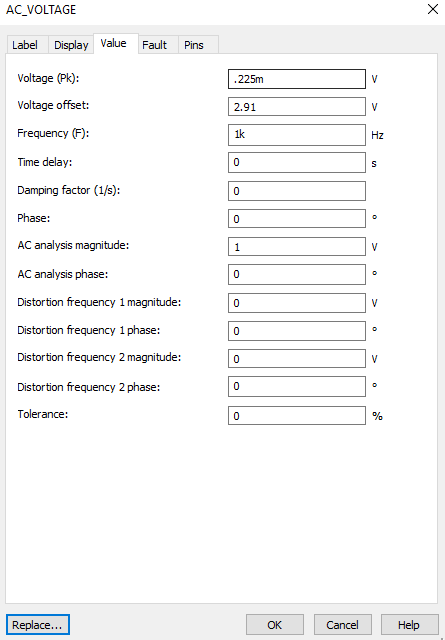 AC_VOLTAGE
Label Display Value Fault Pins
Voltage (Pk): .225m V
Voltage offset: 2.91 V
Frequency (F): 1k Hz
Time delay: 0 s
Damping factor (1/s): 0
Phase: 0 °
AC analysis magnitude: 1 V
AC analysis phase: 0 °
Distortion frequency 1 magnitude: 0 V
Distortion frequency 1 phase: 0 °
Distortion frequency 2 magnitude: 0 V
Distortion frequency 2 phase: 0 °
Tolerance: 0 %
Replace... OK Cancel Help